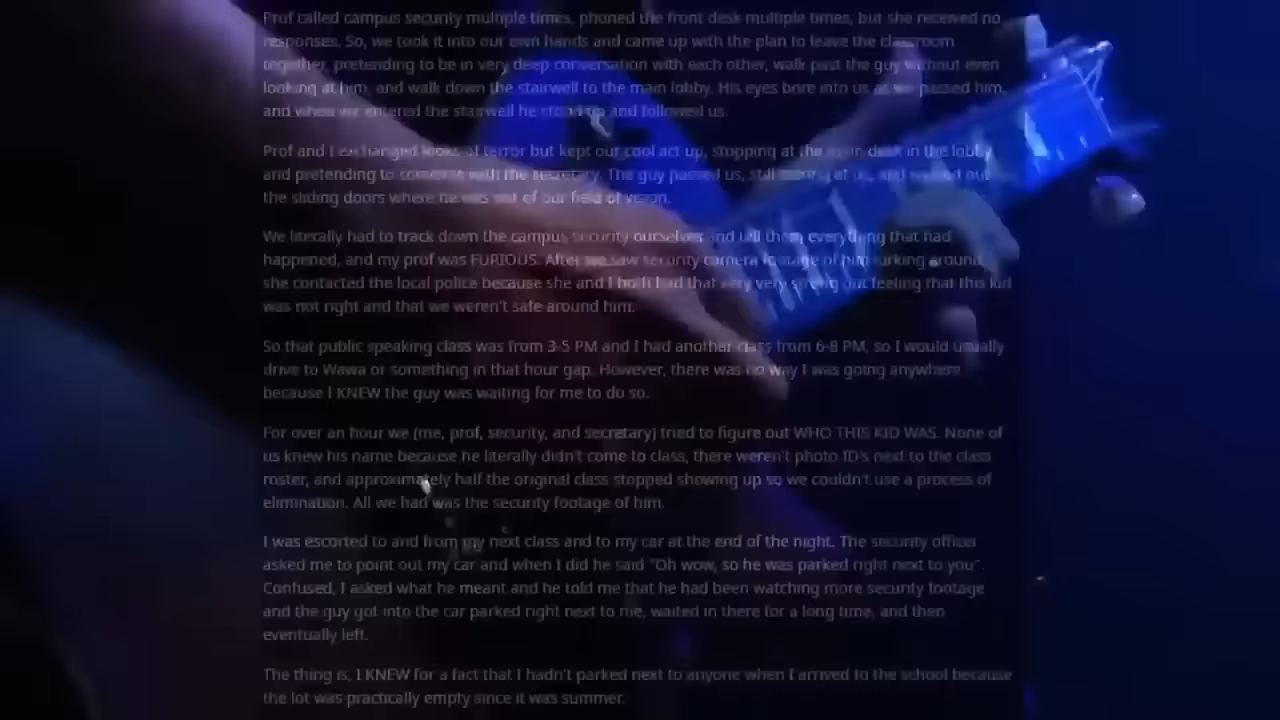 Prof called campus security multiple times, phoned the front desk multiple times, but she received no
responses. So, we took it into our own hands and came up with the plan to leave the classroom
together, pretending to be in very deep conversation with each other, walk past the guy without even
looking at him, and walk down the stairwell to the main lobby. His eyes bore into us as we passed him,
and when we entered the stairwell he stood up and followed us.
Prof and I exchanged looks of terror but kept our cool act up, stopping at the main desk in the lobby
and pretending to converse with the secretary. The guy passed us, still staring at us, and walked out
the sliding doors where he was out of our field of vision.
We literally had to track down the campus security ourselves and tell them everything that had
happened, and my prof was FURIOUS. After we saw security camera footage of him lurking around,
she contacted the local police because she and I both had that very very strong gut feeling that this kid
was not right and that we weren't safe around him.
So that public speaking class was from 3-5 PM and I had another class from 6-8 PM, so I would usually
drive to Wawa or something in that hour gap. However, there was no way I was going anywhere
because I KNEW the guy was waiting for me to do so.
For over an hour we (me, prof, security, and secretary) tried to figure out WHO THIS KID WAS. None of
us knew his name because he literally didn't come to class, there weren't photo ID's next to the class
roster, and approximately half the original class stopped showing up so we couldn't use a process of
elimination. All we had was the security footage of him.
I was escorted to and from my next class and to my car at the end of the night. The security officer
asked me to point out my car and when I did he said "Oh wow, so he was parked right next to you".
Confused, I asked what he meant and he told me that he had been watching more security footage
and the guy got into the car parked right next to me, waited in there for a long time, and then
eventually left.
The thing is, I KNEW for a fact that I hadn't parked next to anyone when I arrived to the school because
the lot was practically empty since it was summer.